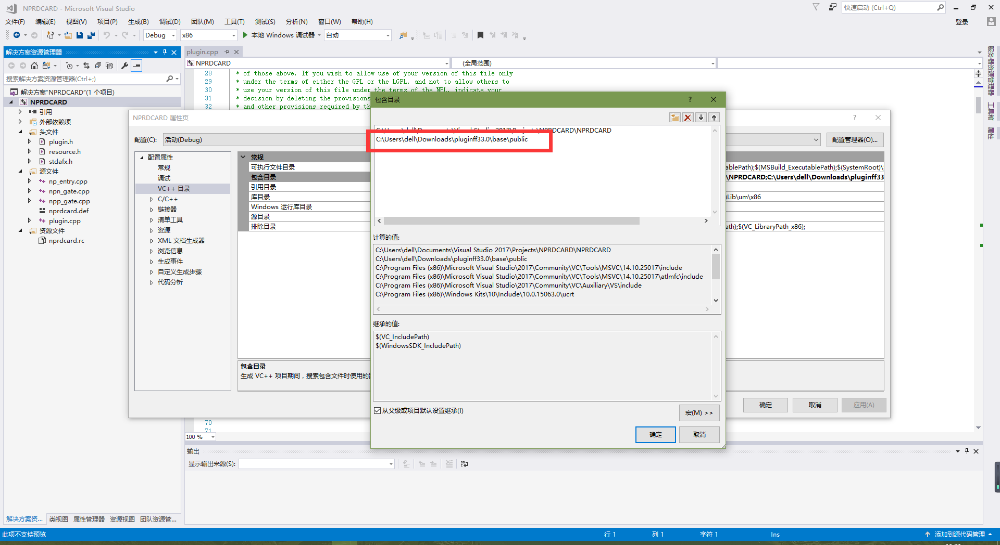 NPRDCARD - Microsoft Visual Studio
快速启动 (Ctrl+Q)
文件(F) 编辑(E) 视图(V) 项目(P) 生成(B) 调试(D) 团队(M) 工具(T) 测试(S) 分析(N) 窗口(W) 帮助(H)
登录
Debug x86 本地 Windows 调试器 自动
解决方案资源管理器
搜索解决方案资源管理器(Ctrl+;)
解决方案"NPRDCARD"(1 个项目)
NPRDCARD
引用
外部依赖项
头文件
plugin.h
resource.h
stdafx.h
源文件
np_entry.cpp
npn_gate.cpp
npp_gate.cpp
nprdcard.def
plugin.cpp
资源文件
nprdcard.rc
解决方案资... 类视图 属性管理器 资源视图 团队资源管...
plugin.cpp
NPRDCARD (全局范围)
28 * of those above. If you wish to allow use of your version of this file only
29 * under the terms of either the GPL or the LGPL, and not to allow others to
30 * use your version of this file under the terms of the NPL, indicate your
31 * decision by deleting the provisions
32 * and other provisions required by th
NPRDCARD 属性页
配置(C): 活动(Debug)
配置管理器(O)...
配置属性
常规
调试
VC++ 目录
C/C++
链接器
清单工具
资源
XML 文档生成器
浏览信息
生成事件
自定义生成步骤
代码分析
常规
可执行文件目录
ablePath);$(MSBuild_ExecutablePath);$(SystemRoot)\
包含目录
\NPRDCARD;C:\Users\dell\Downloads\pluginff33
引用目录
库目录
Lib\um\x86
Windows 运行库目录
源目录
排除目录
ath);$(VC_LibraryPath_x86);
包含目录
生成 VC++ 项目期间，搜索包含文件时使用的
确定 取消 应用(A)
包含目录
C:\Users\dell\Documents\Visual Studio 2017\Projects\NPRDCARD\NPRDCARD
C:\Users\dell\Downloads\pluginff33.0\base\public
计算的值:
C:\Users\dell\Documents\Visual Studio 2017\Projects\NPRDCARD\NPRDCARD
C:\Users\dell\Downloads\pluginff33.0\base\public
C:\Program Files (x86)\Microsoft Visual Studio\2017\Community\VC\Tools\MSVC\14.10.25017\include
C:\Program Files (x86)\Microsoft Visual Studio\2017\Community\VC\Tools\MSVC\14.10.25017\atlmfc\include
C:\Program Files (x86)\Microsoft Visual Studio\2017\Community\VC\Auxiliary\VS\include
C:\Program Files (x86)\Windows Kits\10\Include\10.0.15063.0\ucrt
继承的值:
$(VC_IncludePath)
$(WindowsSDK_IncludePath)
从父级或项目默认设置继承(I)
宏(M) >>
确定 取消
70
71
100 %
输出
显示输出来源(S):
服务器资源管理器
工具箱
属性
此项不支持预览
行 1 列 1 字符 1 Ins 添加到源代码管理